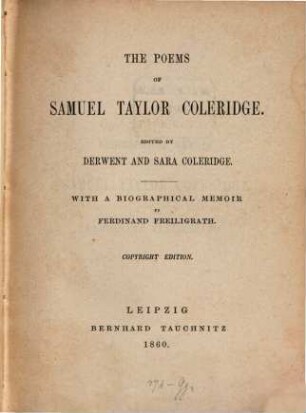 THE POEMS
OF
SAMUEL TAYLOR COLERIDGE.
EDITED BY
DERWENT AND SARA COLERIDGE.
WITH A BIOGRAPHICAL MEMOIR
BY
FERDINAND FREILIGRATH.
COPYRIGHT EDITION.
LEIPZIG
BERNHARD TAUCHNITZ
1860.